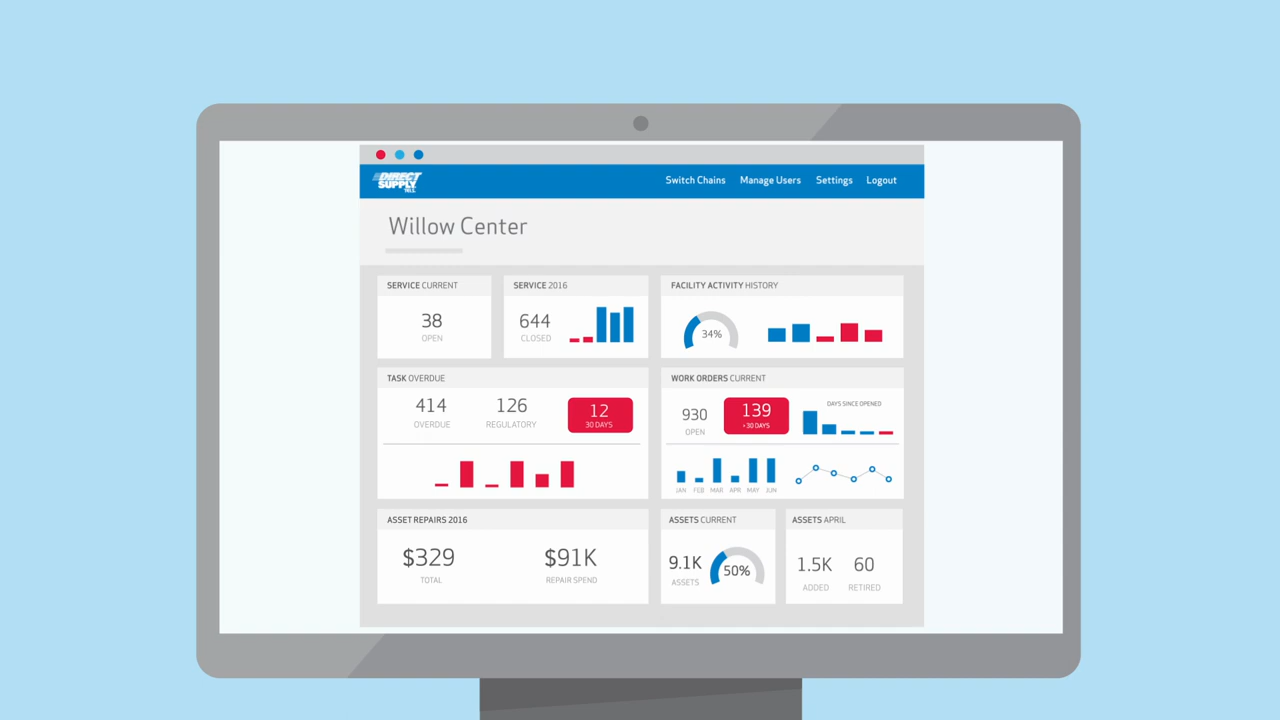 DIRECT
SUPPLY
Switch Chains Manage Users Settings Logout
Willow Center
SERVICE CURRENT
38
OPEN
SERVICE 2016
644
CLOSED
FACILITY ACTIVITY HISTORY
34%
TASK OVERDUE
414
OVERDUE
126
REGULATORY
12
30 DAYS
WORK ORDERS CURRENT
930
OPEN
139
>30 DAYS
DAYS SINCE OPENED
JAN FEB MAR APR MAY JUN
ASSET REPAIRS 2016
$329
TOTAL
$91K
REPAIR SPEND
ASSETS CURRENT
9.1K
ASSETS
50%
ASSETS APRIL
1.5K
ADDED
60
RETIRED